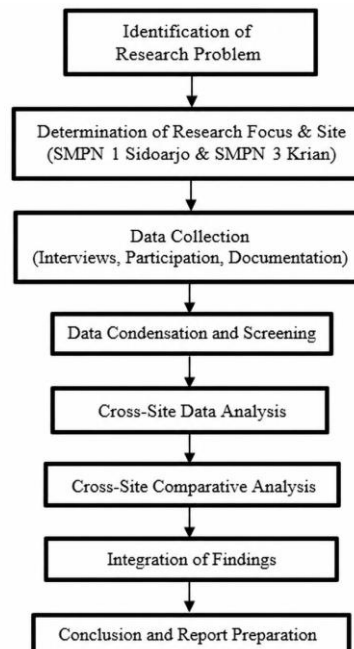 Identification of
Research Problem
Determination of Research Focus & Site
(SMPN 1 Sidoarjo & SMPN 3 Krian)
Data Collection
(Interviews, Participation, Documentation)
Data Condensation and Screening
Cross-Site Data Analysis
Cross-Site Comparative Analysis
Integration of Findings
Conclusion and Report Preparation